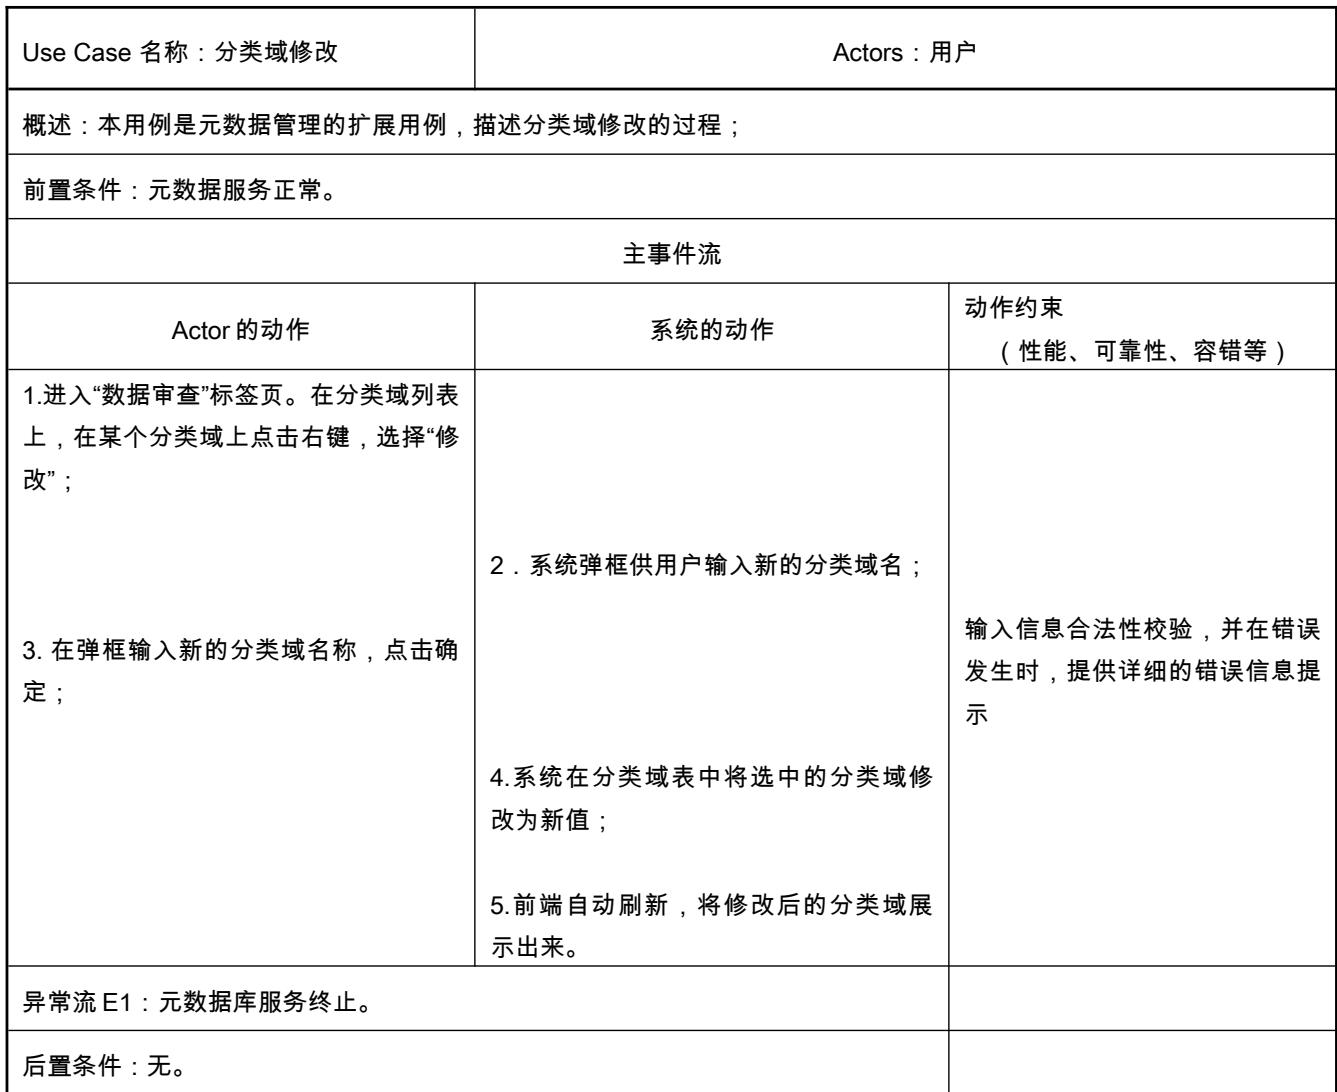 Use Case 名称：分类域修改
Actors：用户
概述：本用例是元数据管理的扩展用例，描述分类域修改的过程；
前置条件：元数据服务正常。
主事件流
Actor的动作
系统的动作
动作约束
（性能、可靠性、容错等）
1.进入“数据审查”标签页。在分类域列表
上，在某个分类域上点击右键，选择“修
改”；
2．系统弹框供用户输入新的分类域名；
3. 在弹框输入新的分类域名称，点击确
定；
4.系统在分类域表中将选中的分类域修
改为新值；
5.前端自动刷新，将修改后的分类域展
示出来。
输入信息合法性校验，并在错误
发生时，提供详细的错误信息提
示
异常流E1：元数据库服务终止。
后置条件：无。